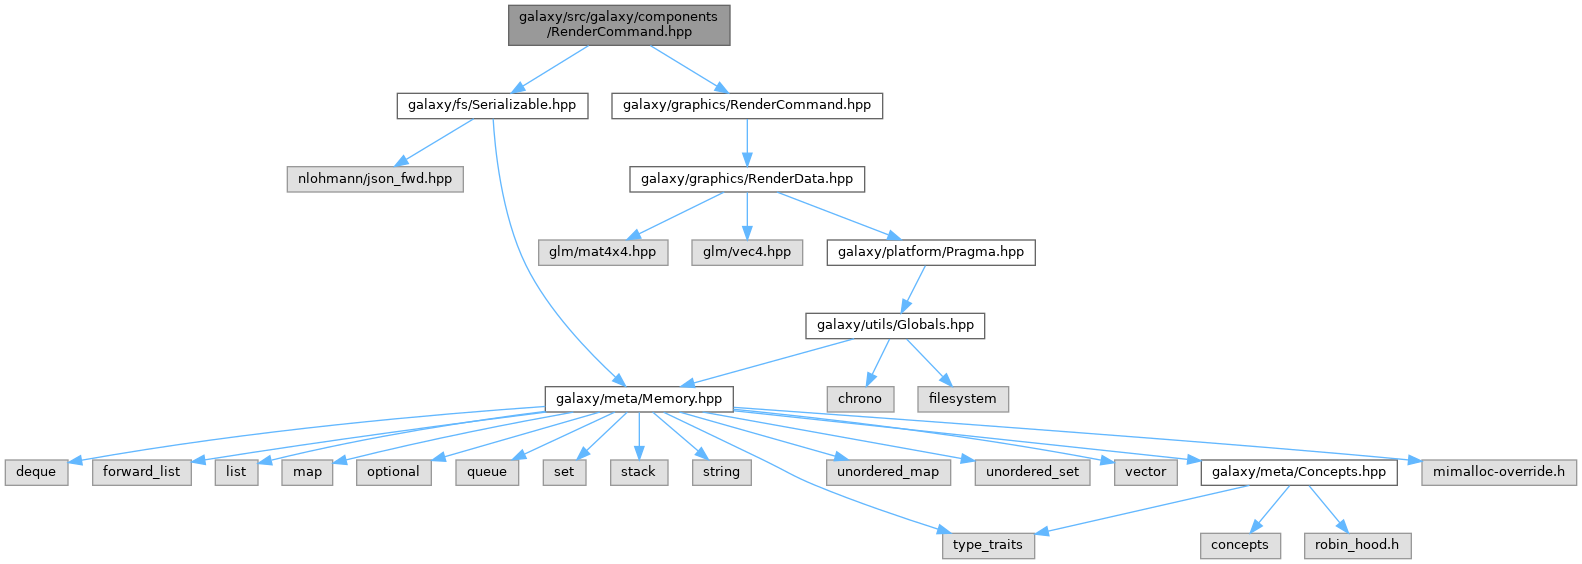 galaxy/src/galaxy/components
/RenderCommand.hpp
galaxy/fs/Serializable.hpp
galaxy/graphics/RenderCommand.hpp
nlohmann/json_fwd.hpp
galaxy/graphics/RenderData.hpp
glm/mat4x4.hpp
glm/vec4.hpp
galaxy/platform/Pragma.hpp
galaxy/utils/Globals.hpp
galaxy/meta/Memory.hpp
chrono
filesystem
deque
forward_list
list
map
optional
queue
set
stack
string
unordered_map
unordered_set
vector
galaxy/meta/Concepts.hpp
mimalloc-override.h
type_traits
concepts
robin_hood.h